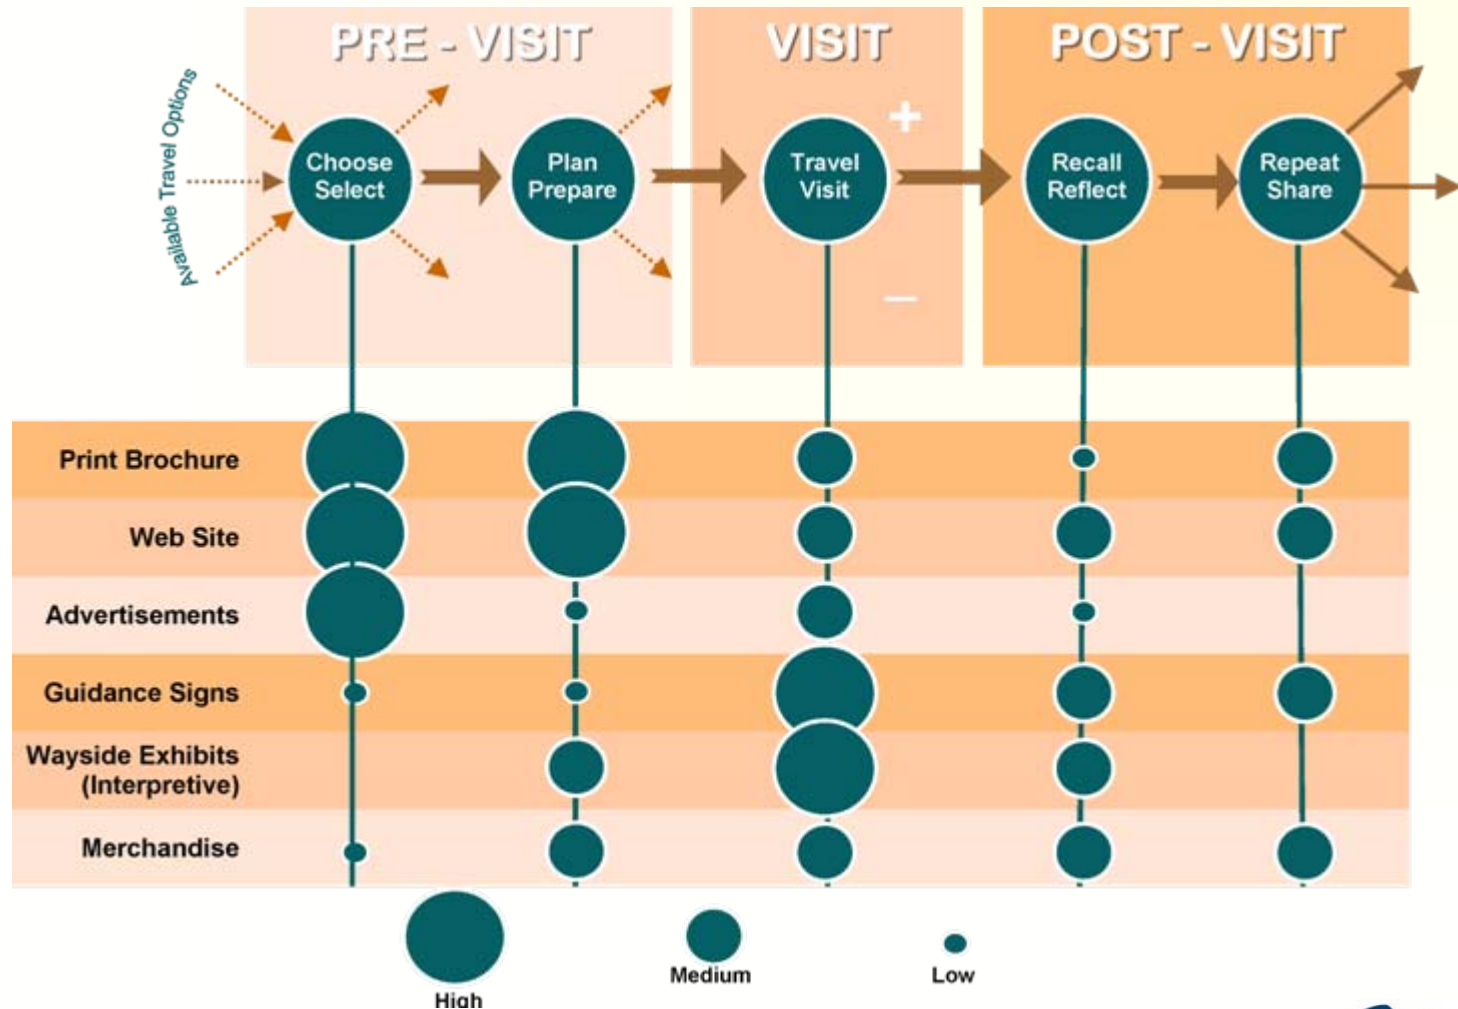 PRE - VISIT
VISIT
POST - VISIT
Available Travel Options
Choose
Select
Plan
Prepare
Travel
Visit
Recall
Reflect
Repeat
Share
+
–
Print Brochure
Web Site
Advertisements
Guidance Signs
Wayside Exhibits
(Interpretive)
Merchandise
High
Medium
Low